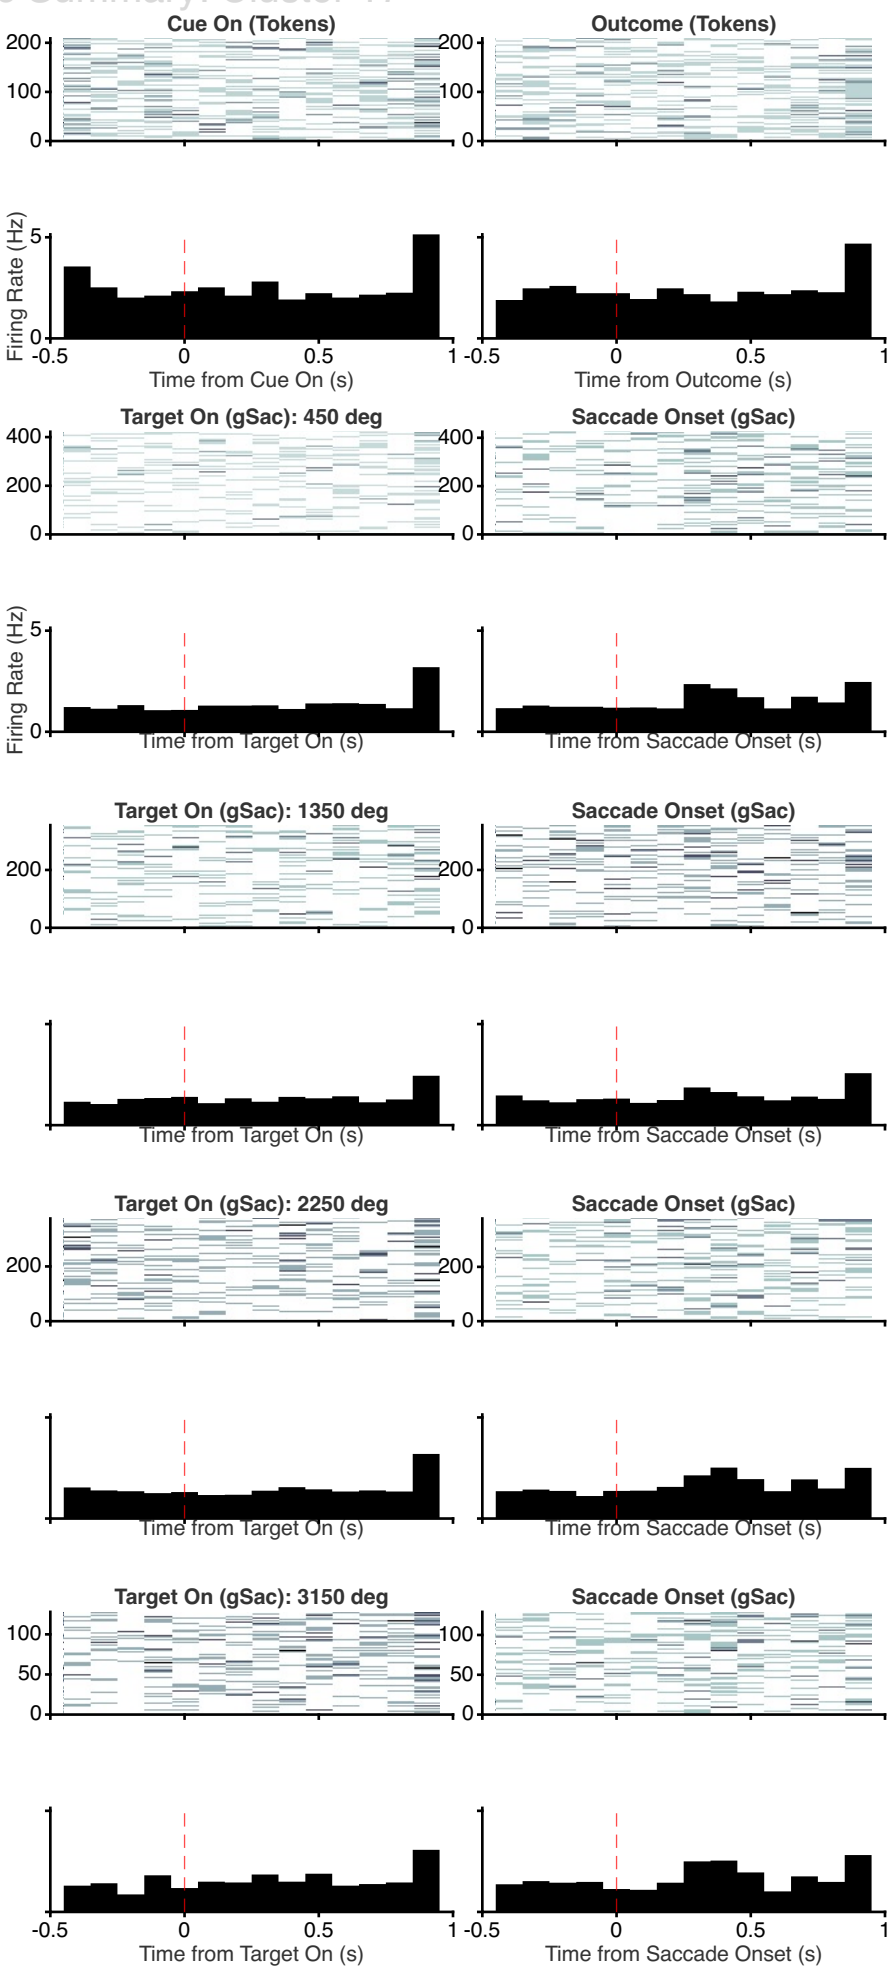 Summary: Cluster
Cue On (Tokens) Outcome (Tokens)
200 200
100 100
0 0
Firing Rate (Hz)
5
0
-0.5 0 0.5 1 -0.5 0 0.5 1
Time from Cue On (s) Time from Outcome (s)
Target On (gSac): 450 deg Saccade Onset (gSac)
400 400
200 200
0 0
Firing Rate (Hz)
5
0
Time from Target On (s) Time from Saccade Onset (s)
Target On (gSac): 1350 deg Saccade Onset (gSac)
200 200
0 0
Time from Target On (s) Time from Saccade Onset (s)
Target On (gSac): 2250 deg Saccade Onset (gSac)
200 200
0 0
Time from Target On (s) Time from Saccade Onset (s)
Target On (gSac): 3150 deg Saccade Onset (gSac)
100 100
50 50
0 0
-0.5 0 0.5 1 -0.5 0 0.5 1
Time from Target On (s) Time from Saccade Onset (s)